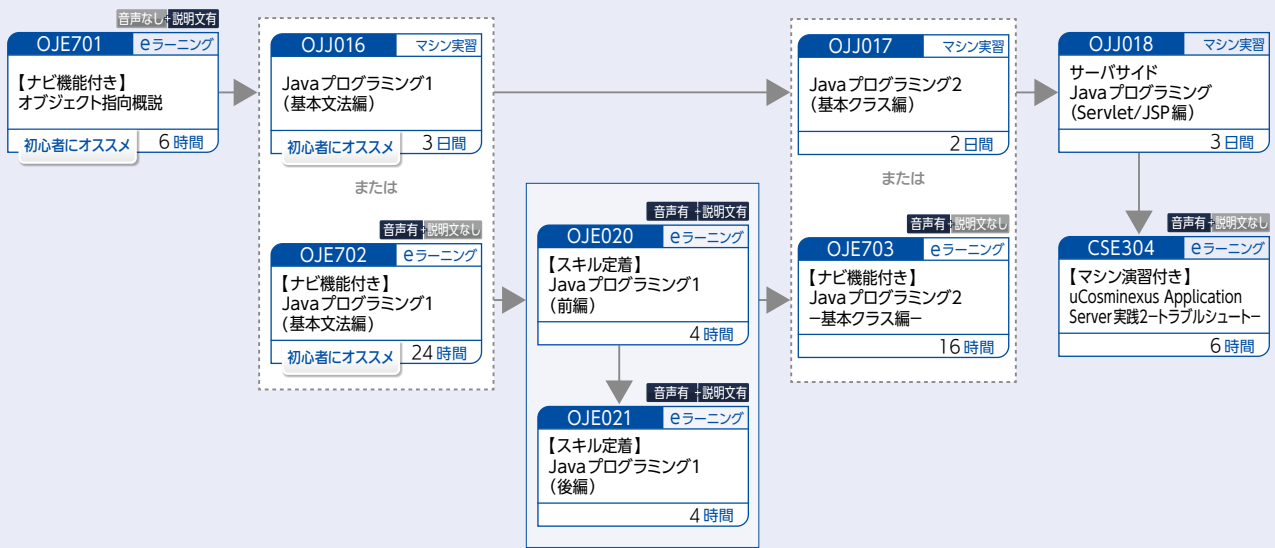 音声なし+説明文有
OJE701 eラーニング
【ナビ機能付き】
オブジェクト指向概説
初心者にオススメ 6時間
OJJ016 マシン実習
Javaプログラミング1
(基本文法編)
初心者にオススメ 3日間
または
音声有+説明文なし
OJE702 eラーニング
【ナビ機能付き】
Javaプログラミング1
(基本文法編)
初心者にオススメ 24時間
音声有+説明文有
OJE020 eラーニング
【スキル定着】
Javaプログラミング1
(前編)
4時間
音声有+説明文有
OJE021 eラーニング
【スキル定着】
Javaプログラミング1
(後編)
4時間
OJJ017 マシン実習
Javaプログラミング2
(基本クラス編)
2日間
または
音声有+説明文なし
OJE703 eラーニング
【ナビ機能付き】
Javaプログラミング2
−基本クラス編−
16時間
OJJ018 マシン実習
サーバサイド
Javaプログラミング
(Servlet/JSP編)
3日間
音声有+説明文なし
CSE304 eラーニング
【マシン演習付き】
uCosminexus Application
Server実践2−トラブルシュート−
6時間